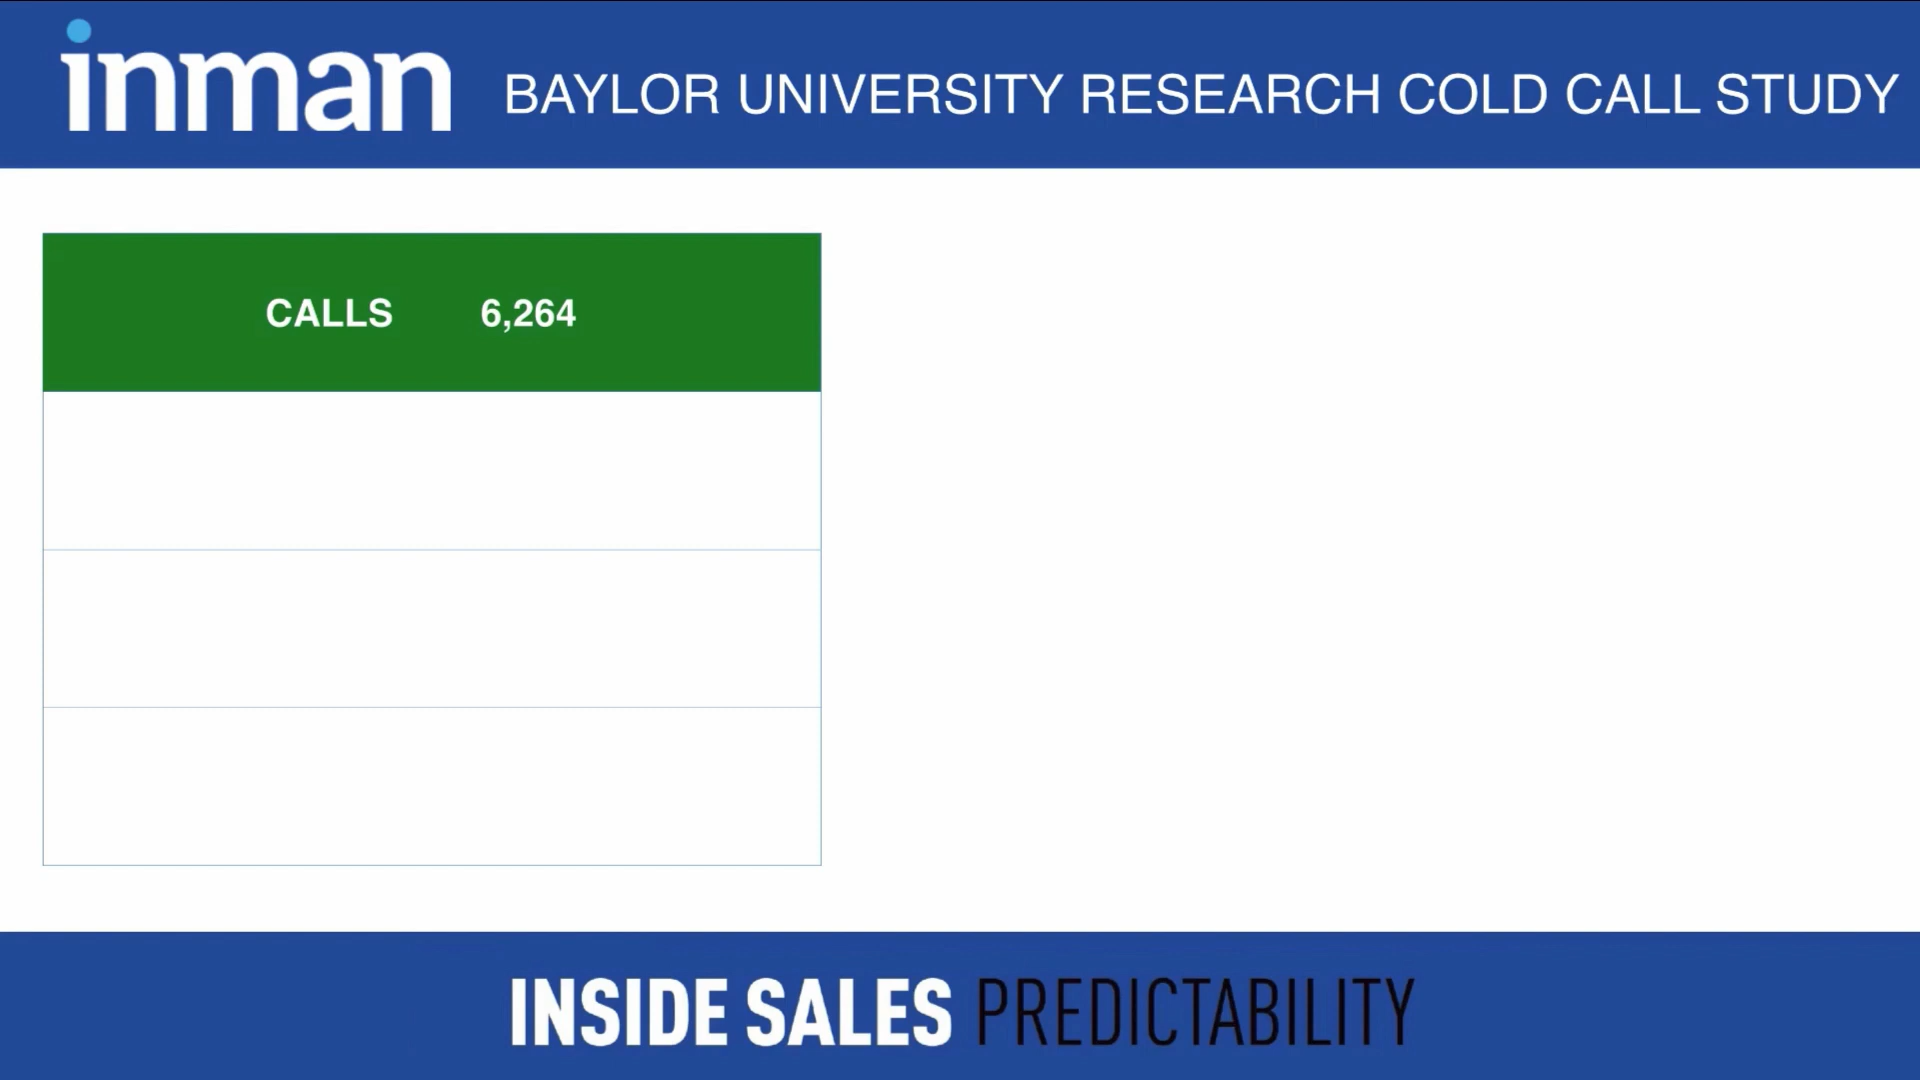 inman
BAYLOR UNIVERSITY RESEARCH COLD CALL STUDY
CALLS 6,264
INSIDE SALES PREDICTABILITY